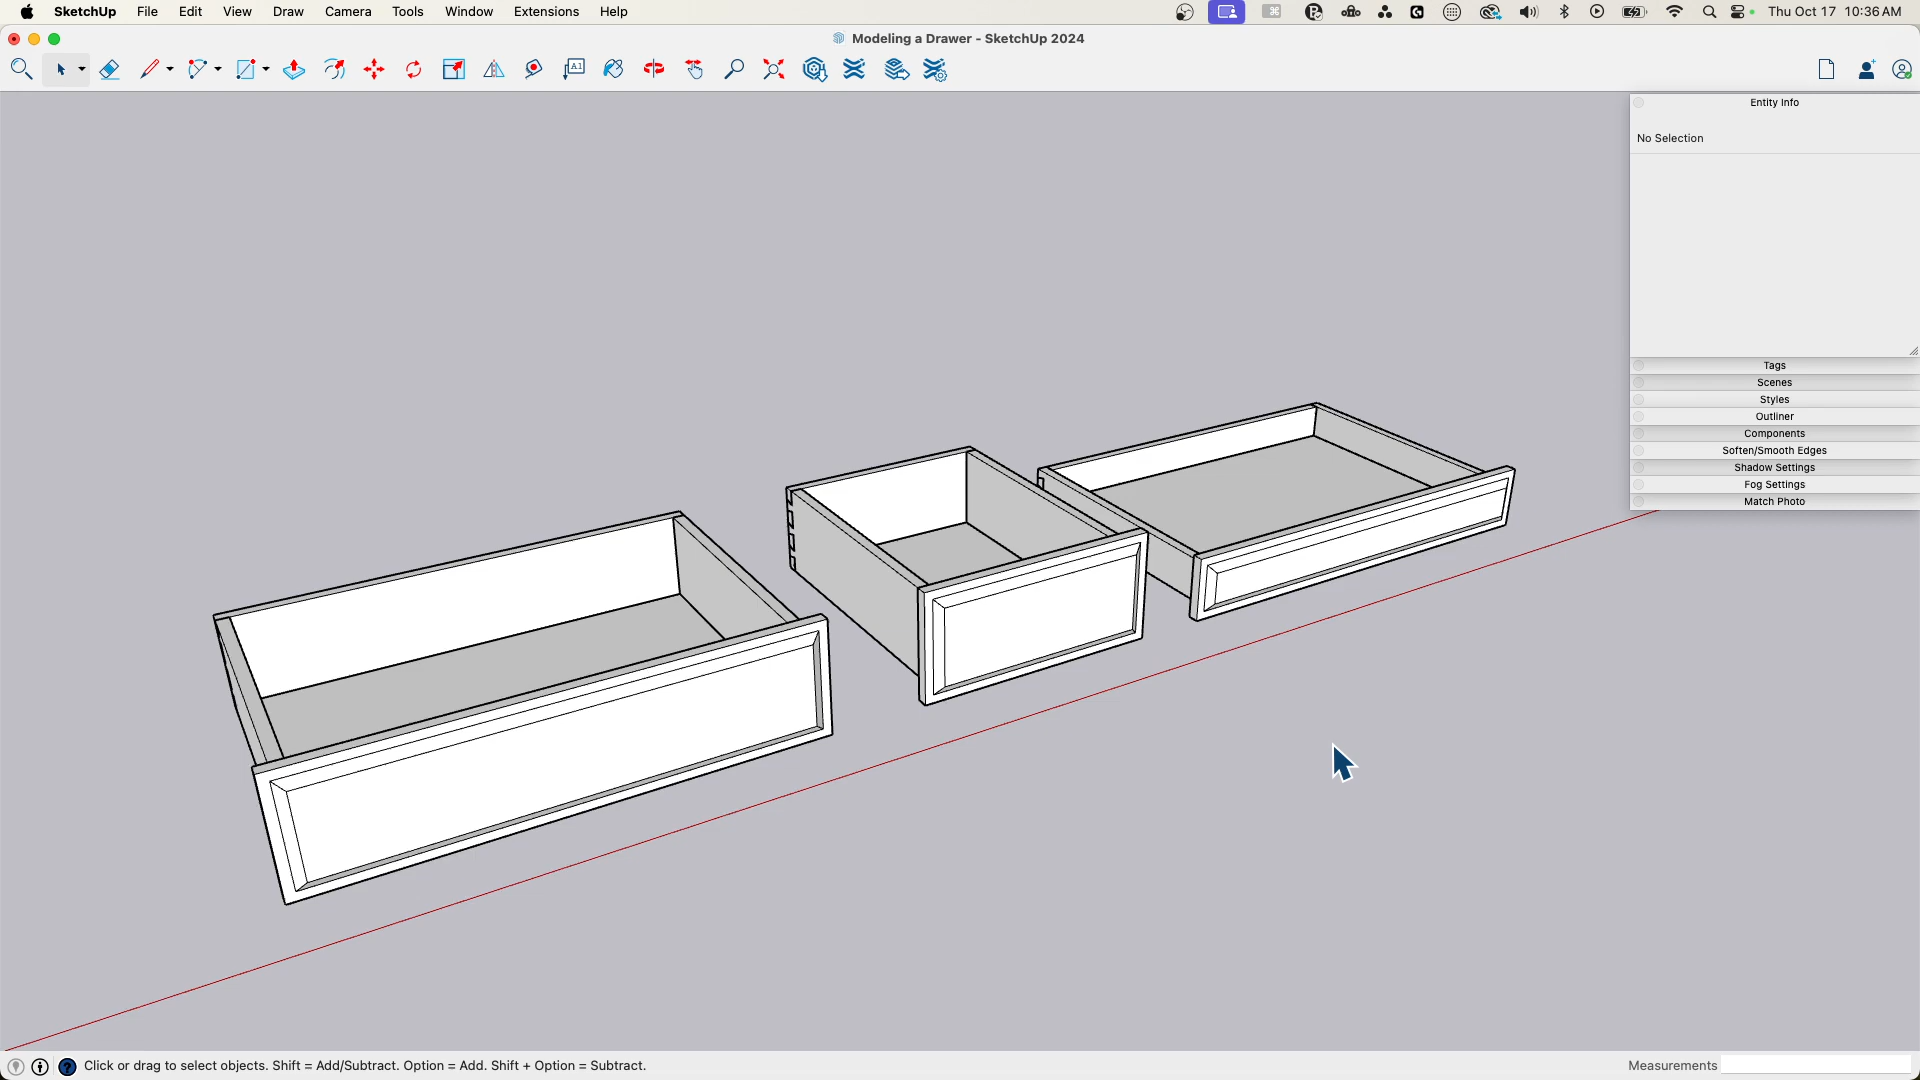 SketchUp File Edit View Draw Camera Tools Window Extensions Help Thu Oct 17 10:36 AM
Modeling a Drawer - SketchUp 2024
A1
Entity Info
No Selection
Tags
Scenes
Styles
Outliner
Components
Soften/Smooth Edges
Shadow Settings
Fog Settings
Match Photo
Click or drag to select objects. Shift = Add/Subtract. Option = Add. Shift + Option = Subtract. Measurements